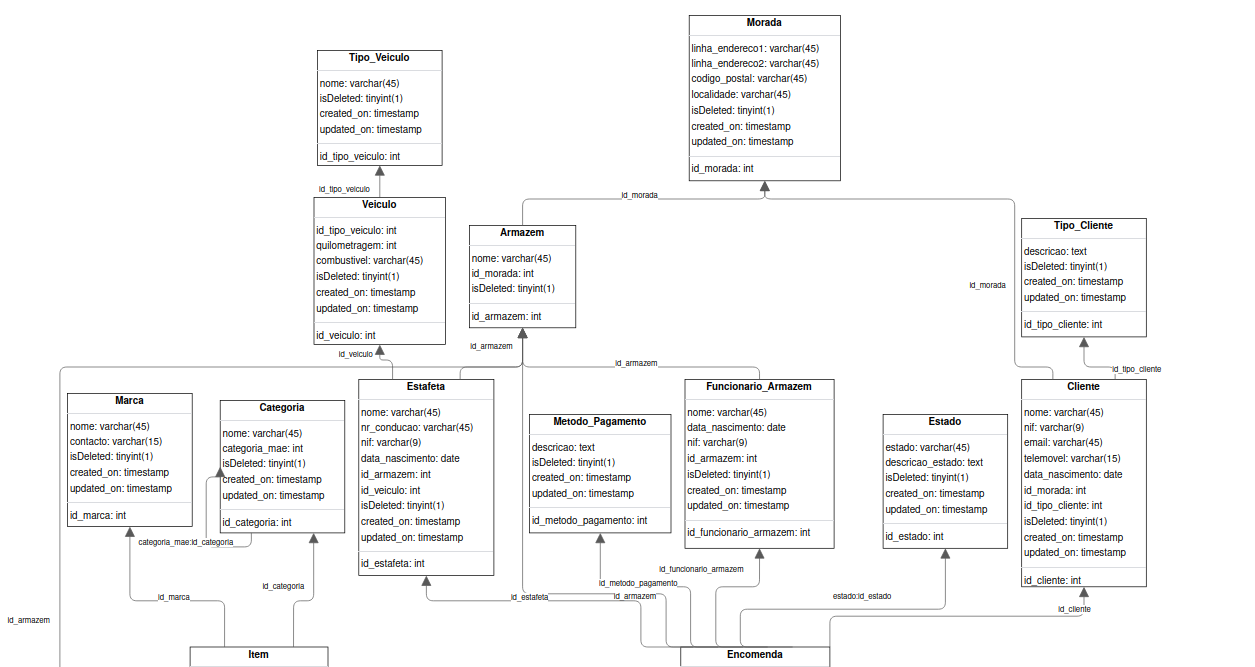 Morada
linha_endereco1: varchar(45)
linha_endereco2: varchar(45)
codigo_postal: varchar(45)
localidade: varchar(45)
isDeleted: tinyint(1)
created_on: timestamp
updated_on: timestamp
id_morada: int
Tipo_Veiculo
nome: varchar(45)
isDeleted: tinyint(1)
created_on: timestamp
updated_on: timestamp
id_tipo_veiculo: int
id_tipo_veiculo
id_morada
Veiculo
id_tipo_veiculo: int
quilometragem: int
combustivel: varchar(45)
isDeleted: tinyint(1)
created_on: timestamp
updated_on: timestamp
id_veiculo: int
Armazem
nome: varchar(45)
id_morada: int
isDeleted: tinyint(1)
id_armazem: int
id_morada
Tipo_Cliente
descricao: text
isDeleted: tinyint(1)
created_on: timestamp
updated_on: timestamp
id_tipo_cliente: int
id_veiculo
id_armazem
id_armazem
id_tipo_cliente
Marca
nome: varchar(45)
contacto: varchar(15)
isDeleted: tinyint(1)
created_on: timestamp
updated_on: timestamp
id_marca: int
Categoria
nome: varchar(45)
categoria_mae: int
isDeleted: tinyint(1)
created_on: timestamp
updated_on: timestamp
id_categoria: int
Estafeta
nome: varchar(45)
nr_conducao: varchar(45)
nif: varchar(9)
data_nascimento: date
id_armazem: int
id_veiculo: int
isDeleted: tinyint(1)
created_on: timestamp
updated_on: timestamp
id_estafeta: int
Metodo_Pagamento
descricao: text
isDeleted: tinyint(1)
created_on: timestamp
updated_on: timestamp
id_metodo_pagamento: int
Funcionario_Armazem
nome: varchar(45)
data_nascimento: date
nif: varchar(9)
id_armazem: int
isDeleted: tinyint(1)
created_on: timestamp
updated_on: timestamp
id_funcionario_armazem: int
Estado
estado: varchar(45)
descricao_estado: text
isDeleted: tinyint(1)
created_on: timestamp
updated_on: timestamp
id_estado: int
Cliente
nome: varchar(45)
nif: varchar(9)
email: varchar(45)
telemovel: varchar(15)
data_nascimento: date
id_morada: int
id_tipo_cliente: int
isDeleted: tinyint(1)
created_on: timestamp
updated_on: timestamp
id_cliente: int
categoria_mae:id_categoria
id_funcionario_armazem
id_categoria
id_metodo_pagamento
id_marca
id_estafeta
id_armazem
estado:id_estado
id_cliente
id_armazem
Item
Encomenda